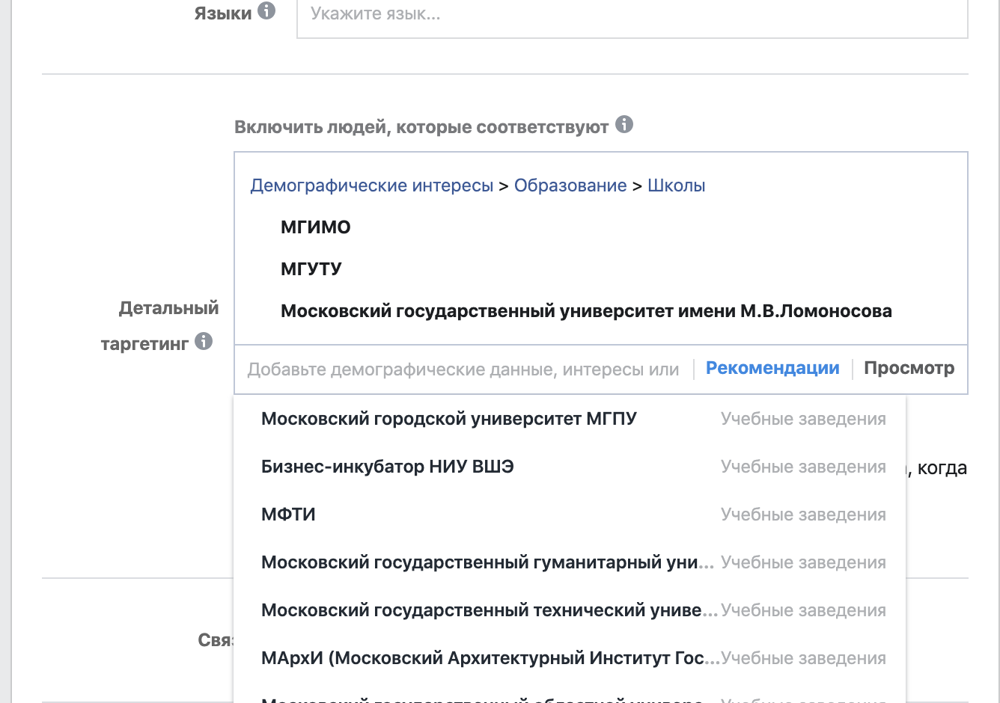 Языки
Укажите язык...
Включить людей, которые соответствуют
Демографические интересы > Образование > Школы
МГИМО
МГУТУ
Московский государственный университет имени М.В.Ломоносова
Детальный
таргетинг
Добавьте демографические данные, интересы или
Рекомендации
Просмотр
Московский городской университет МГПУ Учебные заведения
Бизнес-инкубатор НИУ ВШЭ Учебные заведения
, когда
МФТИ Учебные заведения
Московский государственный гуманитарный уни... Учебные заведения
Московский государственный технический униве... Учебные заведения
Связ
МАрхИ (Московский Архитектурный Институт Гос... Учебные заведения